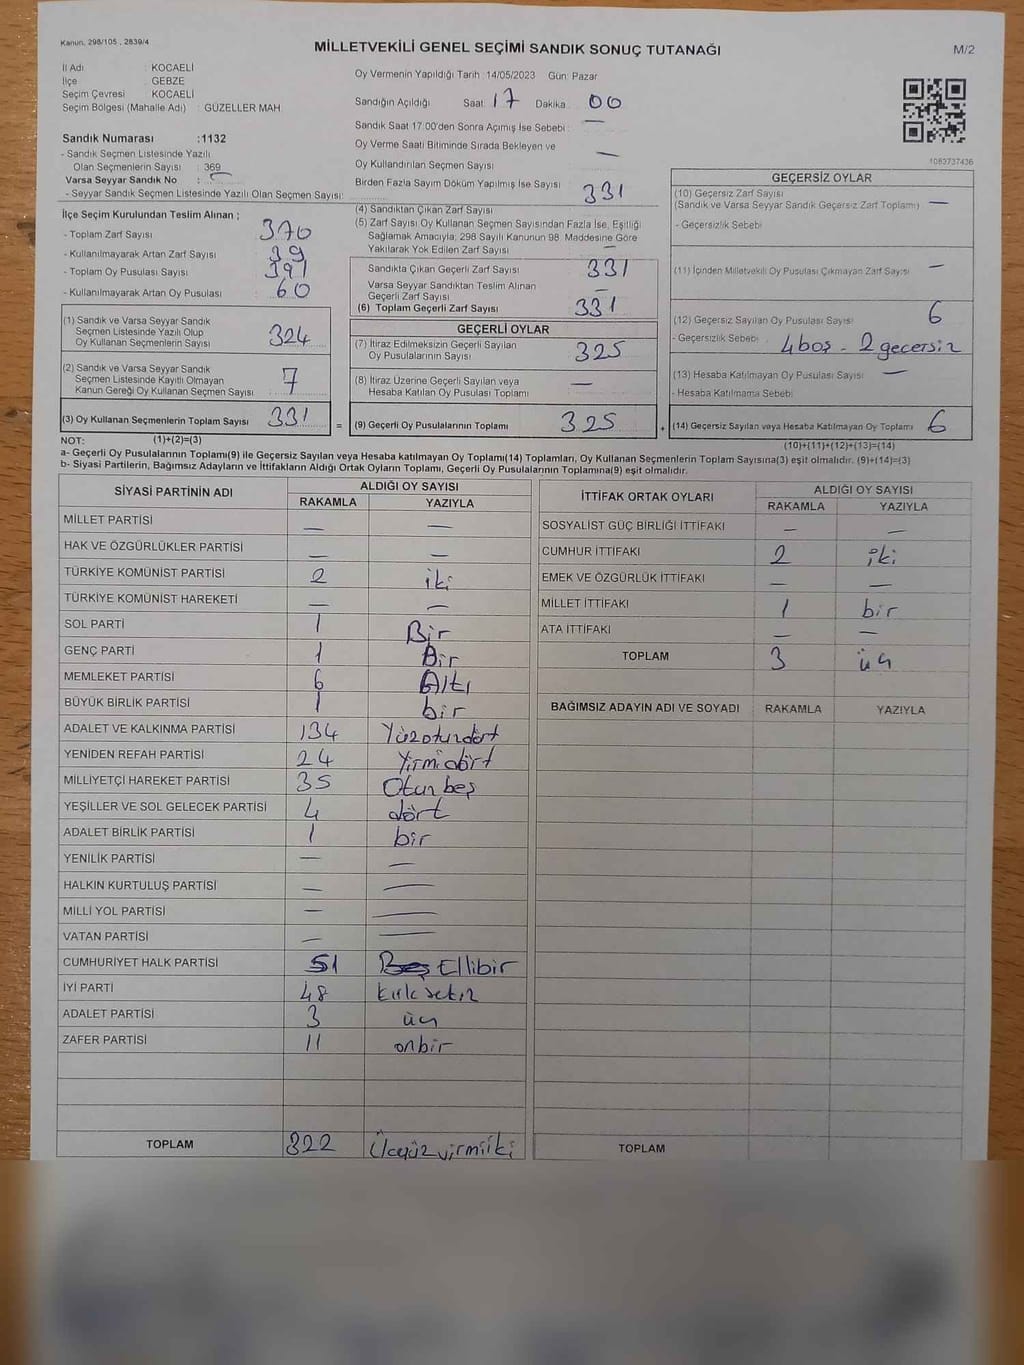 Kanun. 298/105 , 2839/4
MİLLETVEKİLİ GENEL SEÇİMİ SANDIK SONUÇ TUTANAĞI
M/2
İl Adı : KOCAELİ
İlçe : GEBZE
Seçim Çevresi : KOCAELİ
Seçim Bölgesi (Mahalle Adı) : GÜZELLER MAH
Sandık Numarası :1132
- Sandık Seçmen Listesinde Yazılı
Olan Seçmenlerin Sayısı : 369
Varsa Seyyar Sandık No : —
- Seyyar Sandık Seçmen Listesinde Yazılı Olan Seçmen Sayısı:
Oy Vermenin Yapıldığı Tarih : 14/05/2023 Gün: Pazar
Sandığın Açıldığı Saat 17 Dakika 00
Sandık Saat 17:00'den Sonra Açımış İse Sebebi : —
Oy Verme Saati Bitiminde Sırada Bekleyen ve
Oy Kullandırılan Seçmen Sayısı —
Birden Fazla Sayım Döküm Yapılmış İse Sayısı
1083737436
İlçe Seçim Kurulundan Teslim Alınan ;
- Toplam Zarf Sayısı 370
- Kullanılmayarak Artan Zarf Sayısı 39
- Toplam Oy Pusulası Sayısı 391
- Kullanılmayarak Artan Oy Pusulası 60
(1) Sandık ve Varsa Seyyar Sandık
Seçmen Listesinde Yazılı Olup
Oy Kullanan Seçmenlerin Sayısı 324
(2) Sandık ve Varsa Seyyar Sandık
Seçmen Listesinde Kayıtlı Olmayan
Kanun Gereği Oy Kullanan Seçmen Sayısı 7
(3) Oy Kullanan Seçmenlerin Toplam Sayısı 331 =
(4) Sandıktan Çıkan Zarf Sayısı 331
(5) Zarf Sayısı Oy Kullanan Seçmen Sayısından Fazla İse, Eşitliği
Sağlamak Amacıyla; 298 Sayılı Kanunun 98. Maddesine Göre
Yakılarak Yok Edilen Zarf Sayısı —
Sandıkta Çıkan Geçerli Zarf Sayısı 331
Varsa Seyyar Sandıktan Teslim Alınan
Geçerli Zarf Sayısı —
(6) Toplam Geçerli Zarf Sayısı 331
GEÇERLİ OYLAR
(7) İtiraz Edilmeksizin Geçerli Sayılan
Oy Pusulalarının Sayısı 325
(8) İtiraz Üzerine Geçerli Sayılan veya
Hesaba Katılan Oy Pusulası Toplamı —
(9) Geçerli Oy Pusulalarının Toplamı 325 +
GEÇERSİZ OYLAR
(10) Geçersiz Zarf Sayısı
(Sandık ve Varsa Seyyar Sandık Geçersiz Zarf Toplamı) —
- Geçersizlik Sebebi
(11) İçinden Milletvekili Oy Pusulası Çıkmayan Zarf Sayısı —
(12) Geçersiz Sayılan Oy Pusulası Sayısı 6
- Geçersizlik Sebebi 4 boş - 2 geçersiz
(13) Hesaba Katılmayan Oy Pusulası Sayısı —
- Hesaba Katılmama Sebebi
(14) Geçersiz Sayılan veya Hesaba Katılmayan Oy Toplamı 6
NOT: (1)+(2)=(3)
(10)+(11)+(12)+(13)=(14)
a- Geçerli Oy Pusulalarının Toplamı(9) ile Geçersiz Sayılan veya Hesaba katılmayan Oy Toplamı(14) Toplamları, Oy Kullanan Seçmenlerin Toplam Sayısına(3) eşit olmalıdır. (9)+(14)=(3)
b- Siyasi Partilerin, Bağımsız Adayların ve İttifakların Aldığı Ortak Oyların Toplamı, Geçerli Oy Pusulalarının Toplamına(9) eşit olmalıdır.
SİYASİ PARTİNİN ADI ALDIĞI OY SAYISI
RAKAMLA YAZIYLA
MİLLET PARTİSİ — —
HAK VE ÖZGÜRLÜKLER PARTİSİ — —
TÜRKİYE KOMÜNİST PARTİSİ 2 iki
TÜRKİYE KOMÜNİST HAREKETİ — —
SOL PARTİ 1 Bir
GENÇ PARTİ 1 Bir
MEMLEKET PARTİSİ 6 Altı
BÜYÜK BİRLİK PARTİSİ 1 bir
ADALET VE KALKINMA PARTİSİ 134 Yüzotuzdört
YENİDEN REFAH PARTİSİ 24 Yirmidört
MİLLİYETÇİ HAREKET PARTİSİ 35 Otuzbeş
YEŞİLLER VE SOL GELECEK PARTİSİ 4 dört
ADALET BİRLİK PARTİSİ 1 bir
YENİLİK PARTİSİ — —
HALKIN KURTULUŞ PARTİSİ — —
MİLLİ YOL PARTİSİ — —
VATAN PARTİSİ — —
CUMHURİYET HALK PARTİSİ 51 Beş Ellibir
İYİ PARTİ 48 kırksekiz
ADALET PARTİSİ 3 üç
ZAFER PARTİSİ 11 onbir
TOPLAM 322 Üçyüzyirmiiki
İTTİFAK ORTAK OYLARI ALDIĞI OY SAYISI
RAKAMLA YAZIYLA
SOSYALİST GÜÇ BİRLİĞİ İTTİFAKI — —
CUMHUR İTTİFAKI 2 iki
EMEK VE ÖZGÜRLÜK İTTİFAKI — —
MİLLET İTTİFAKI 1 bir
ATA İTTİFAKI — —
TOPLAM 3 üç
BAĞIMSIZ ADAYIN ADI VE SOYADI RAKAMLA YAZIYLA
TOPLAM